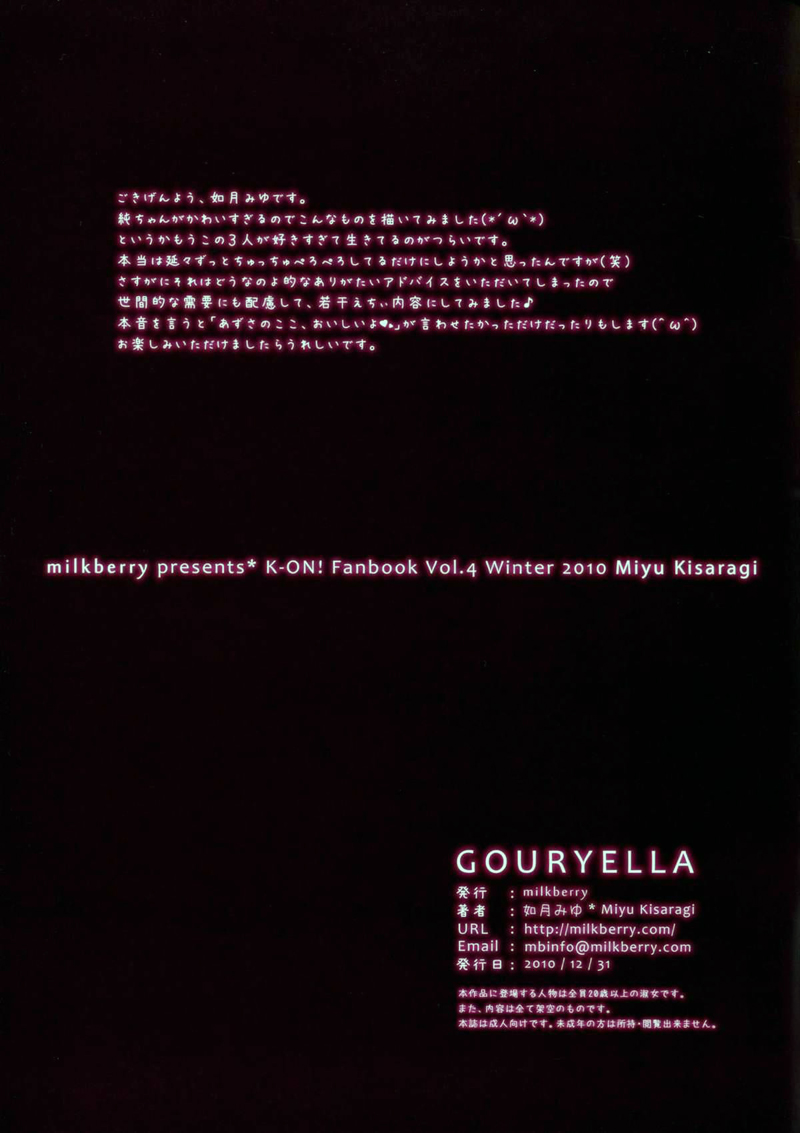 ごきげんよう、如月みゆです。
純ちゃんがかわいすぎるのでこんなものを描いてみました(*´ω`*)
というかもうこの3人が好きすぎて生きてるのがつらいです。
本当は延々ずっとちゅっちゅぺろぺろしてるだけにしようかと思ったんですが(笑)
さすがにそれはどうなのよ的なありがたいアドバイスをいただいてしまったので
世間的な需要にも配慮して、若干えちぃ内容にしてみました♪
本音を言うと「あずさのここ、おいしいよ♥。」が言わせたかっただけだったりもします(^ω^)
お楽しみいただけましたらうれしいです。
milkberry presents* K-ON! Fanbook Vol.4 Winter 2010 Miyu Kisaragi
GOURYELLA
発行 : milkberry
著者 : 如月みゆ * Miyu Kisaragi
URL : http://milkberry.com/
Email : mbinfo@milkberry.com
発行日 : 2010 / 12 / 31
本作品に登場する人物は全員20歳以上の淑女です。
また、内容は全て架空のものです。
本誌は成人向けです。未成年の方は所持・閲覧出来ません。